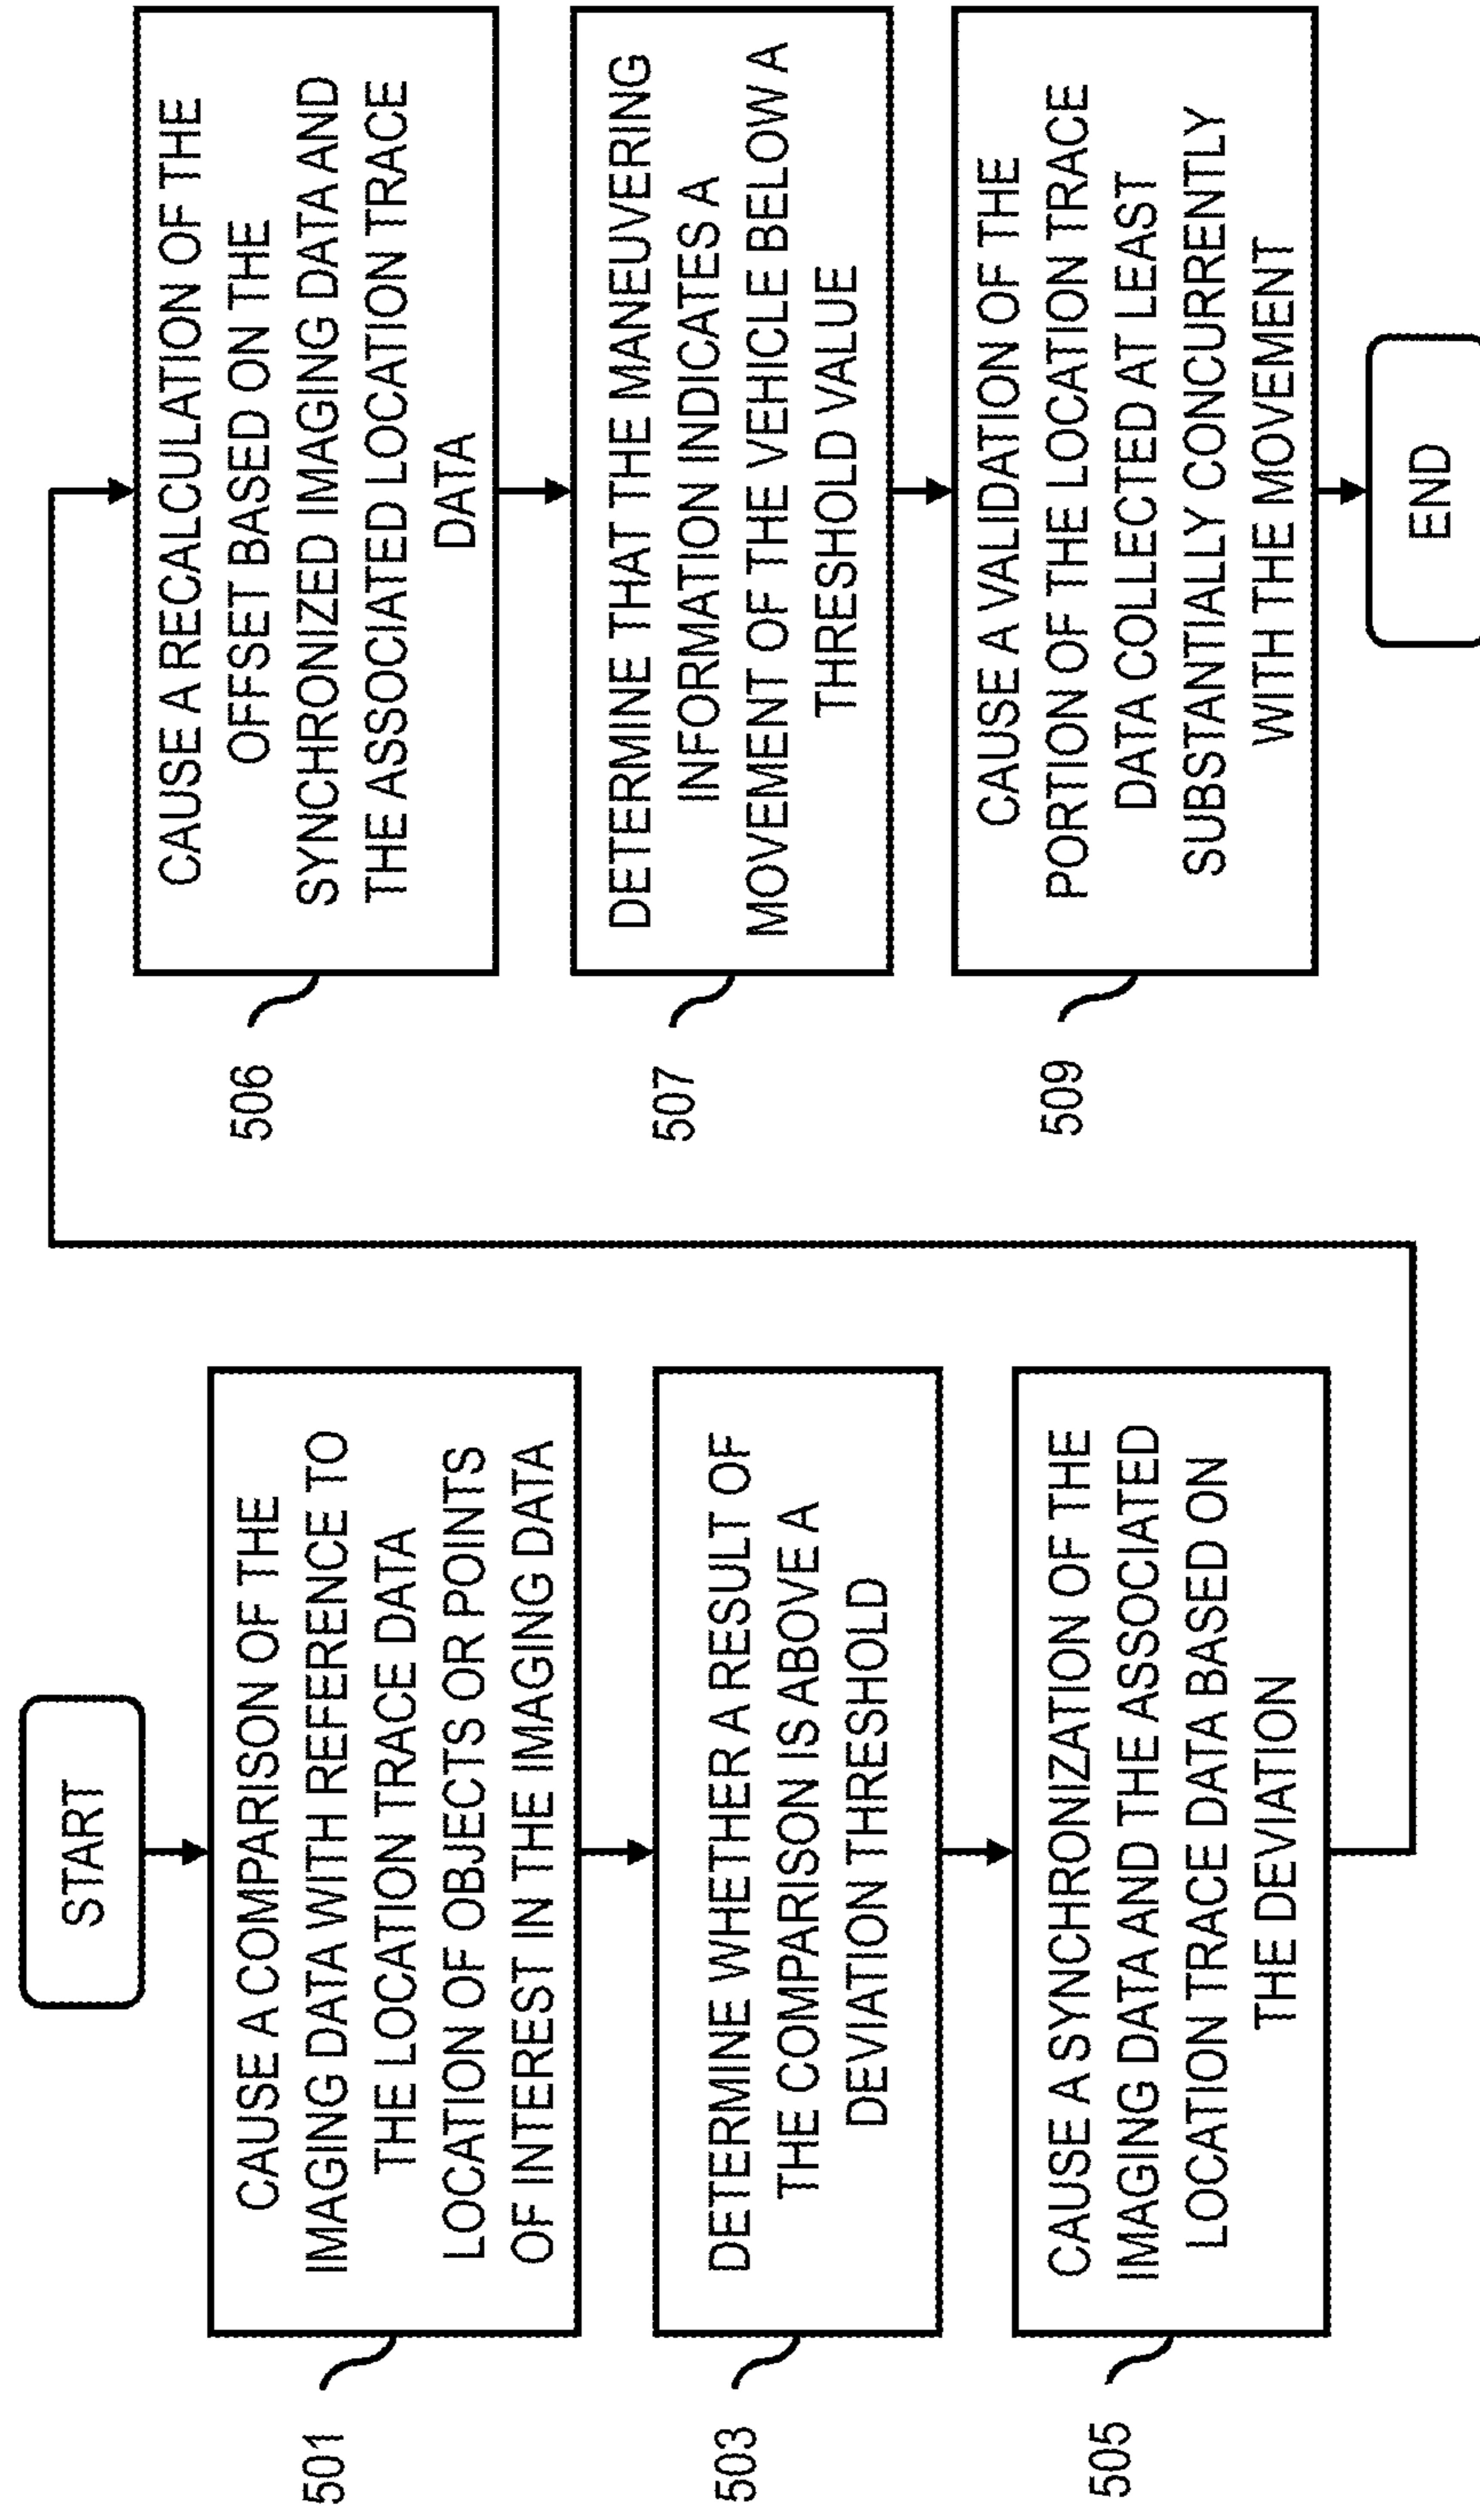 START
501
CAUSE A COMPARISON OF THE
IMAGING DATA WITH REFERENCE TO
THE LOCATION TRACE DATA
LOCATION OF OBJECTS OR POINTS
OF INTEREST IN THE IMAGING DATA
503
DETERMINE WHETHER A RESULT OF
THE COMPARISON IS ABOVE A
DEVIATION THRESHOLD
505
CAUSE A SYNCHRONIZATION OF THE
IMAGING DATA AND THE ASSOCIATED
LOCATION TRACE DATA BASED ON
THE DEVIATION
506
CAUSE A RECALCULATION OF THE
OFFSET BASED ON THE
SYNCHRONIZED IMAGING DATA AND
THE ASSOCIATED LOCATION TRACE
DATA
507
DETERMINE THAT THE MANEUVERING
INFORMATION INDICATES A
MOVEMENT OF THE VEHICLE BELOW A
THRESHOLD VALUE
509
CAUSE A VALIDATION OF THE
PORTION OF THE LOCATION TRACE
DATA COLLECTED AT LEAST
SUBSTANTIALLY CONCURRENTLY
WITH THE MOVEMENT
END